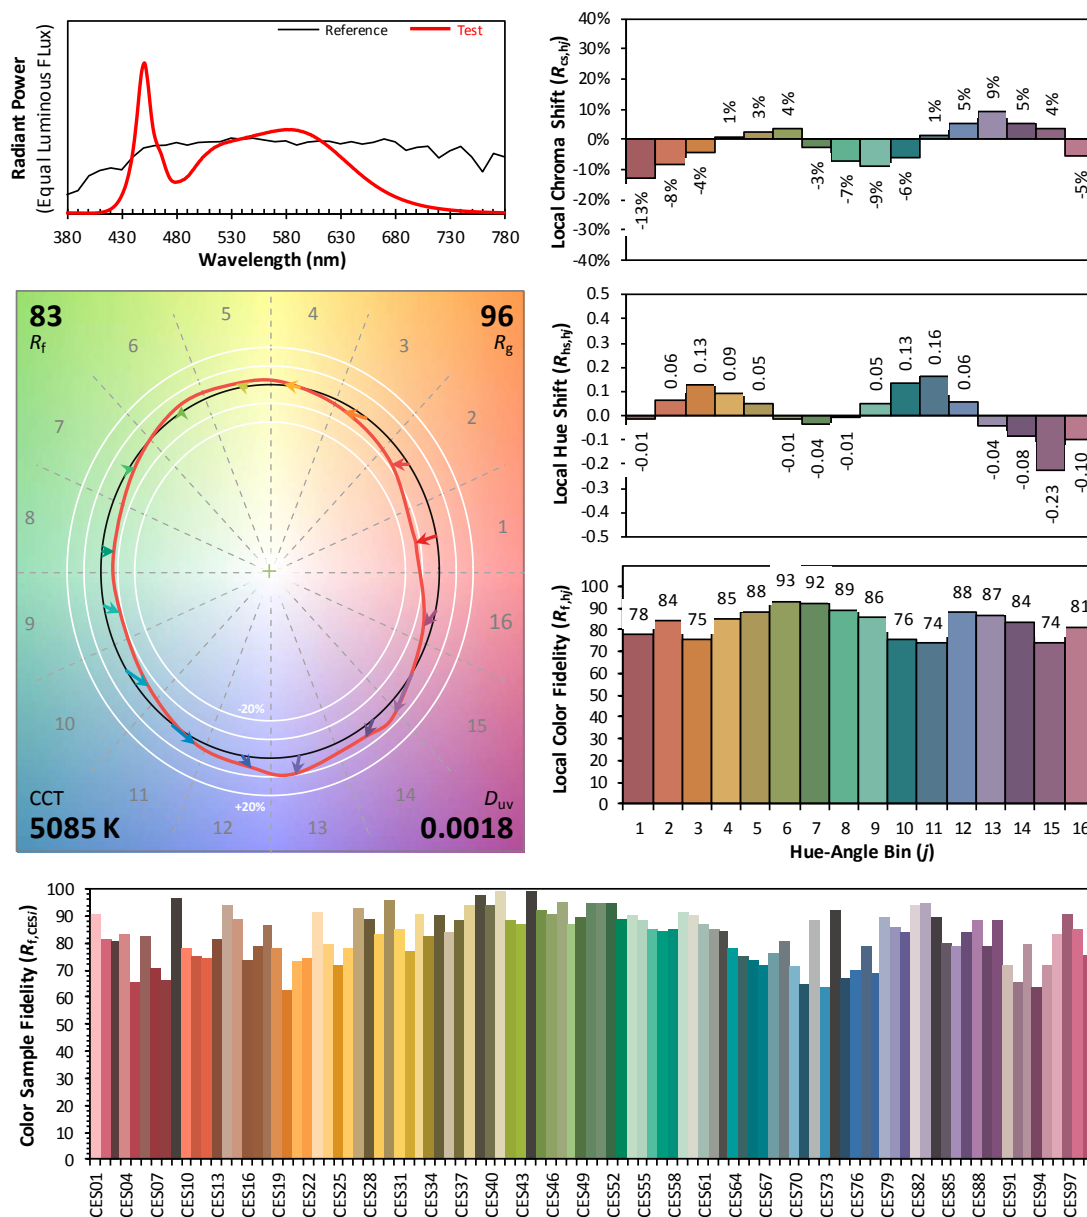 Radiant Power
(Equal Luminous FLux
Reference
Test
380 430 480 530 580 630 680 730 780
Wavelength (nm)
Local Chroma Shift (Rcs,hj)
40%
30%
20%
10%
0%
-10%
-20%
-30%
-40%
-13% -8% -4% 1% 3% 4% -3% -7% -9% -6% 1% 5% 9% 5% 4% -5%
83
Rf
96
Rg
5 4
6 3
7 2
8 1
9 16
10 15
11 14
12 13
-20%
+20%
CCT
5085 K
Duv
0.0018
Local Hue Shift (Rhs,hj)
0.5
0.4
0.3
0.2
0.1
0.0
-0.1
-0.2
-0.3
-0.4
-0.5
-0.01 0.06 0.13 0.09 0.05 -0.01 -0.04 -0.01 0.05 0.13 0.16 0.06 -0.04 -0.08 -0.23 -0.10
Local Color Fidelity (Rf,hj)
100
90
80
70
60
50
40
30
20
10
0
78 84 75 85 88 93 92 89 86 76 74 88 87 84 74 81
1 2 3 4 5 6 7 8 9 10 11 12 13 14 15 16
Hue-Angle Bin (j)
Color Sample Fidelity (Rf,CESi)
100
90
80
70
60
50
40
30
20
10
0
CES01 CES04 CES07 CES10 CES13 CES16 CES19 CES22 CES25 CES28 CES31 CES34 CES37 CES40 CES43 CES46 CES49 CES52 CES55 CES58 CES61 CES64 CES67 CES70 CES73 CES76 CES79 CES82 CES85 CES88 CES91 CES94 CES97